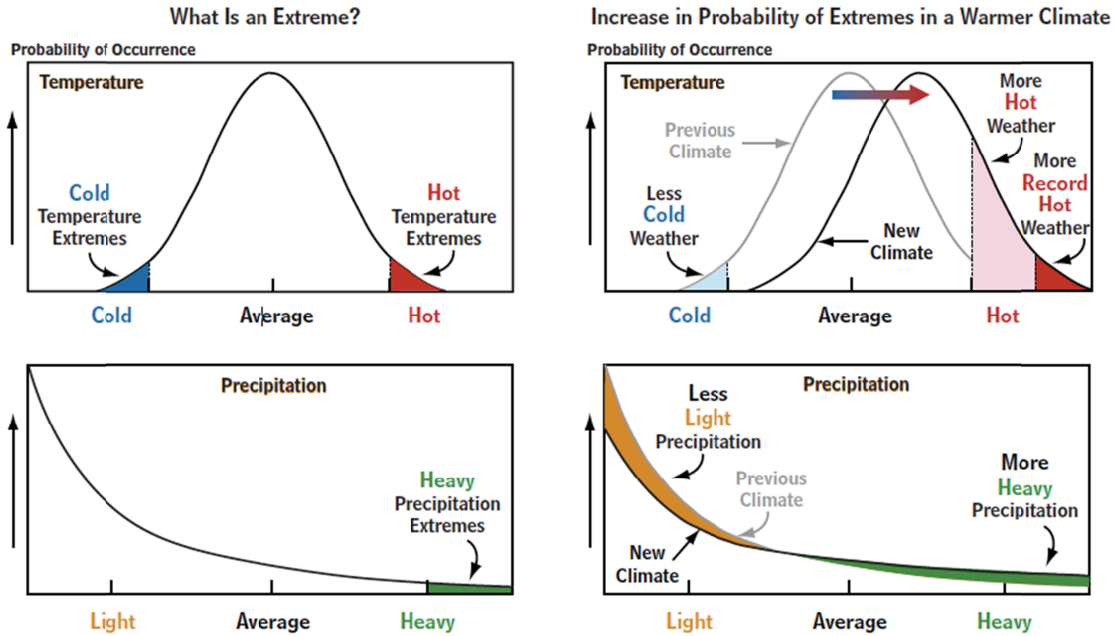 What Is an Extreme?
Probability of Occurrence
Temperature
Cold
Temperature
Extremes
Hot
Temperature
Extremes
Cold
Average
Hot
Precipitation
Heavy
Precipitation
Extremes
Light
Average
Heavy
Increase in Probability of Extremes in a Warmer Climate
Probability of Occurrence
Temperature
Previous
Climate
Less
Cold
Weather
New
Climate
More
Hot
Weather
More
Record
Hot
Weather
Cold
Average
Hot
Precipitation
Less
Light
Precipitation
Previous
Climate
New
Climate
More
Heavy
Precipitation
Light
Average
Heavy